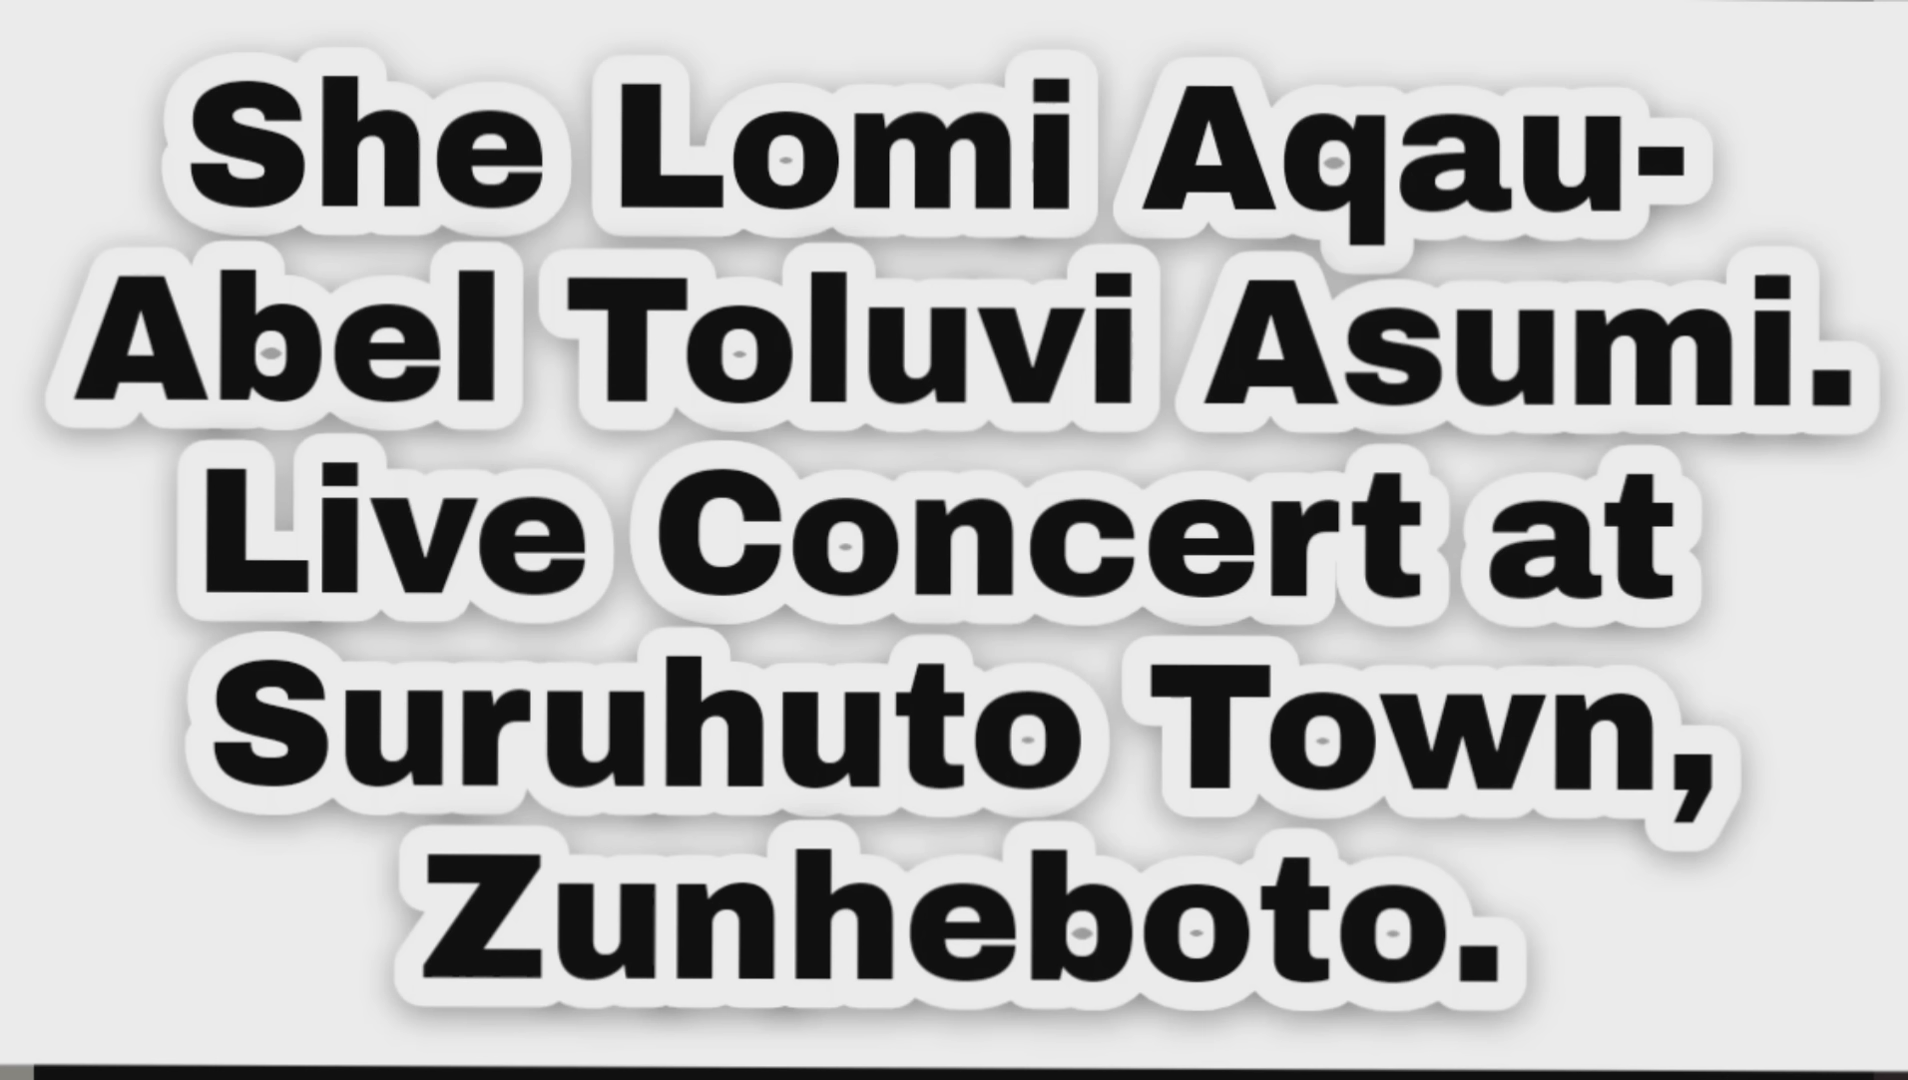 She Lomi Aqau-
Abel Toluvi Asumi.
Live Concert at
Suruhuto Town,
Zunheboto.